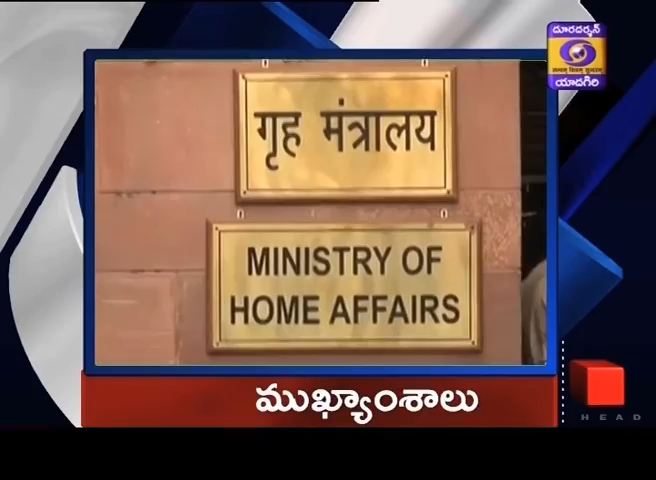 దూరదర్శన్
యాదగిరి
गृह मंत्रालय
MINISTRY OF
HOME AFFAIRS
ముఖ్యాంశాలు
HEAD